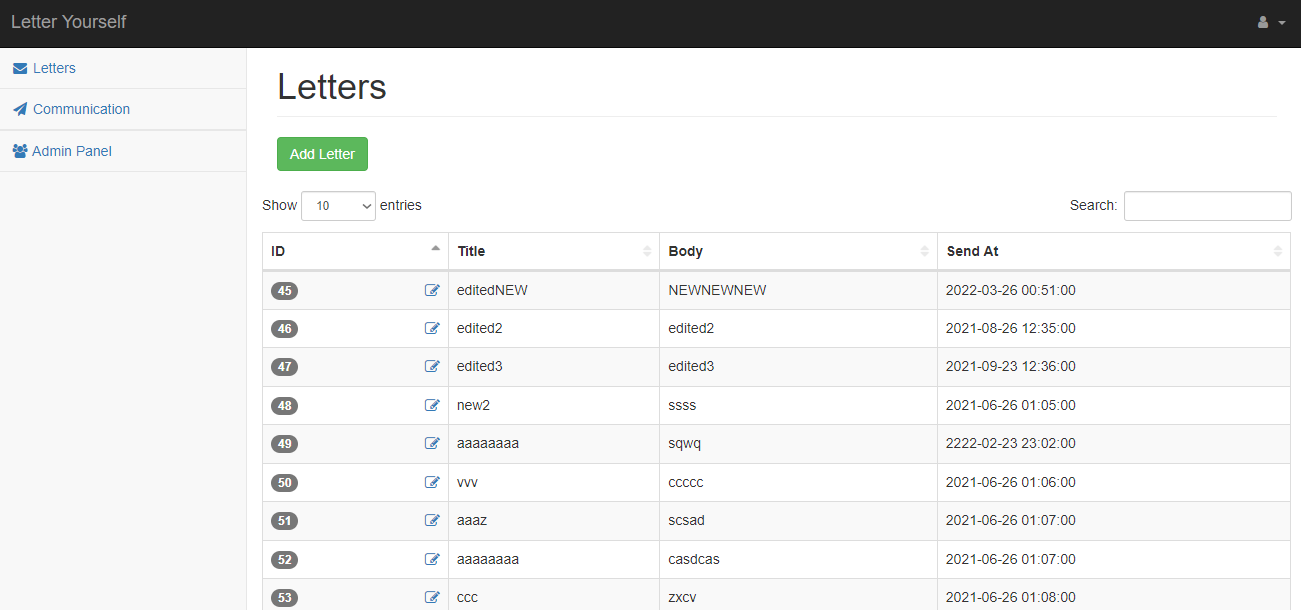 Letter Yourself
Letters
Communication
Admin Panel
Letters
Add Letter
Show 10 entries
Search:
ID Title Body Send At
45 editedNEW NEWNEWNEW 2022-03-26 00:51:00
46 edited2 edited2 2021-08-26 12:35:00
47 edited3 edited3 2021-09-23 12:36:00
48 new2 ssss 2021-06-26 01:05:00
49 aaaaaaaa sqwq 2222-02-23 23:02:00
50 vvv ccccc 2021-06-26 01:06:00
51 aaaz scsad 2021-06-26 01:07:00
52 aaaaaaaa casdcas 2021-06-26 01:07:00
53 ccc zxcv 2021-06-26 01:08:00